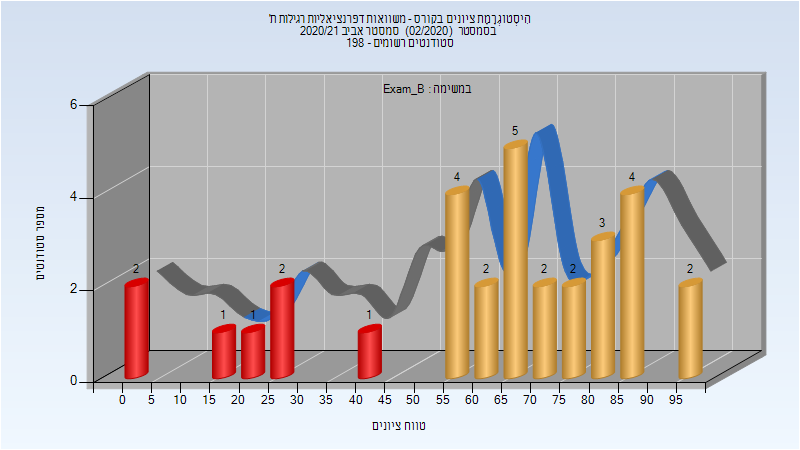 היסטוגרמת ציונים בקורס - משוואות דפרנציאליות רגילות ח'
בסמסטר (02/2020) סמסטר אביב 2020/21
סטודנטים רשומים - 198
במשימה : Exam_B
מספר סטודנטים
6
4
2
0
2
1
1
2
1
4
2
5
2
2
3
4
2
0 5 10 15 20 25 30 35 40 45 50 55 60 65 70 75 80 85 90 95
טווח ציונים